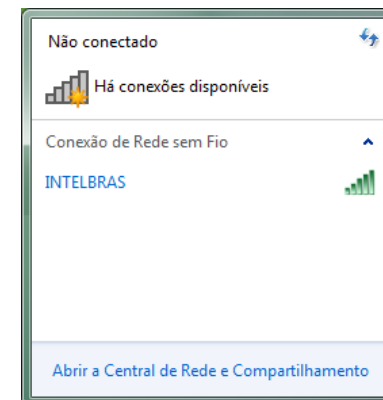 Não conectado
Há conexões disponíveis
Conexão de Rede sem Fio
INTELBRAS
Abrir a Central de Rede e Compartilhamento